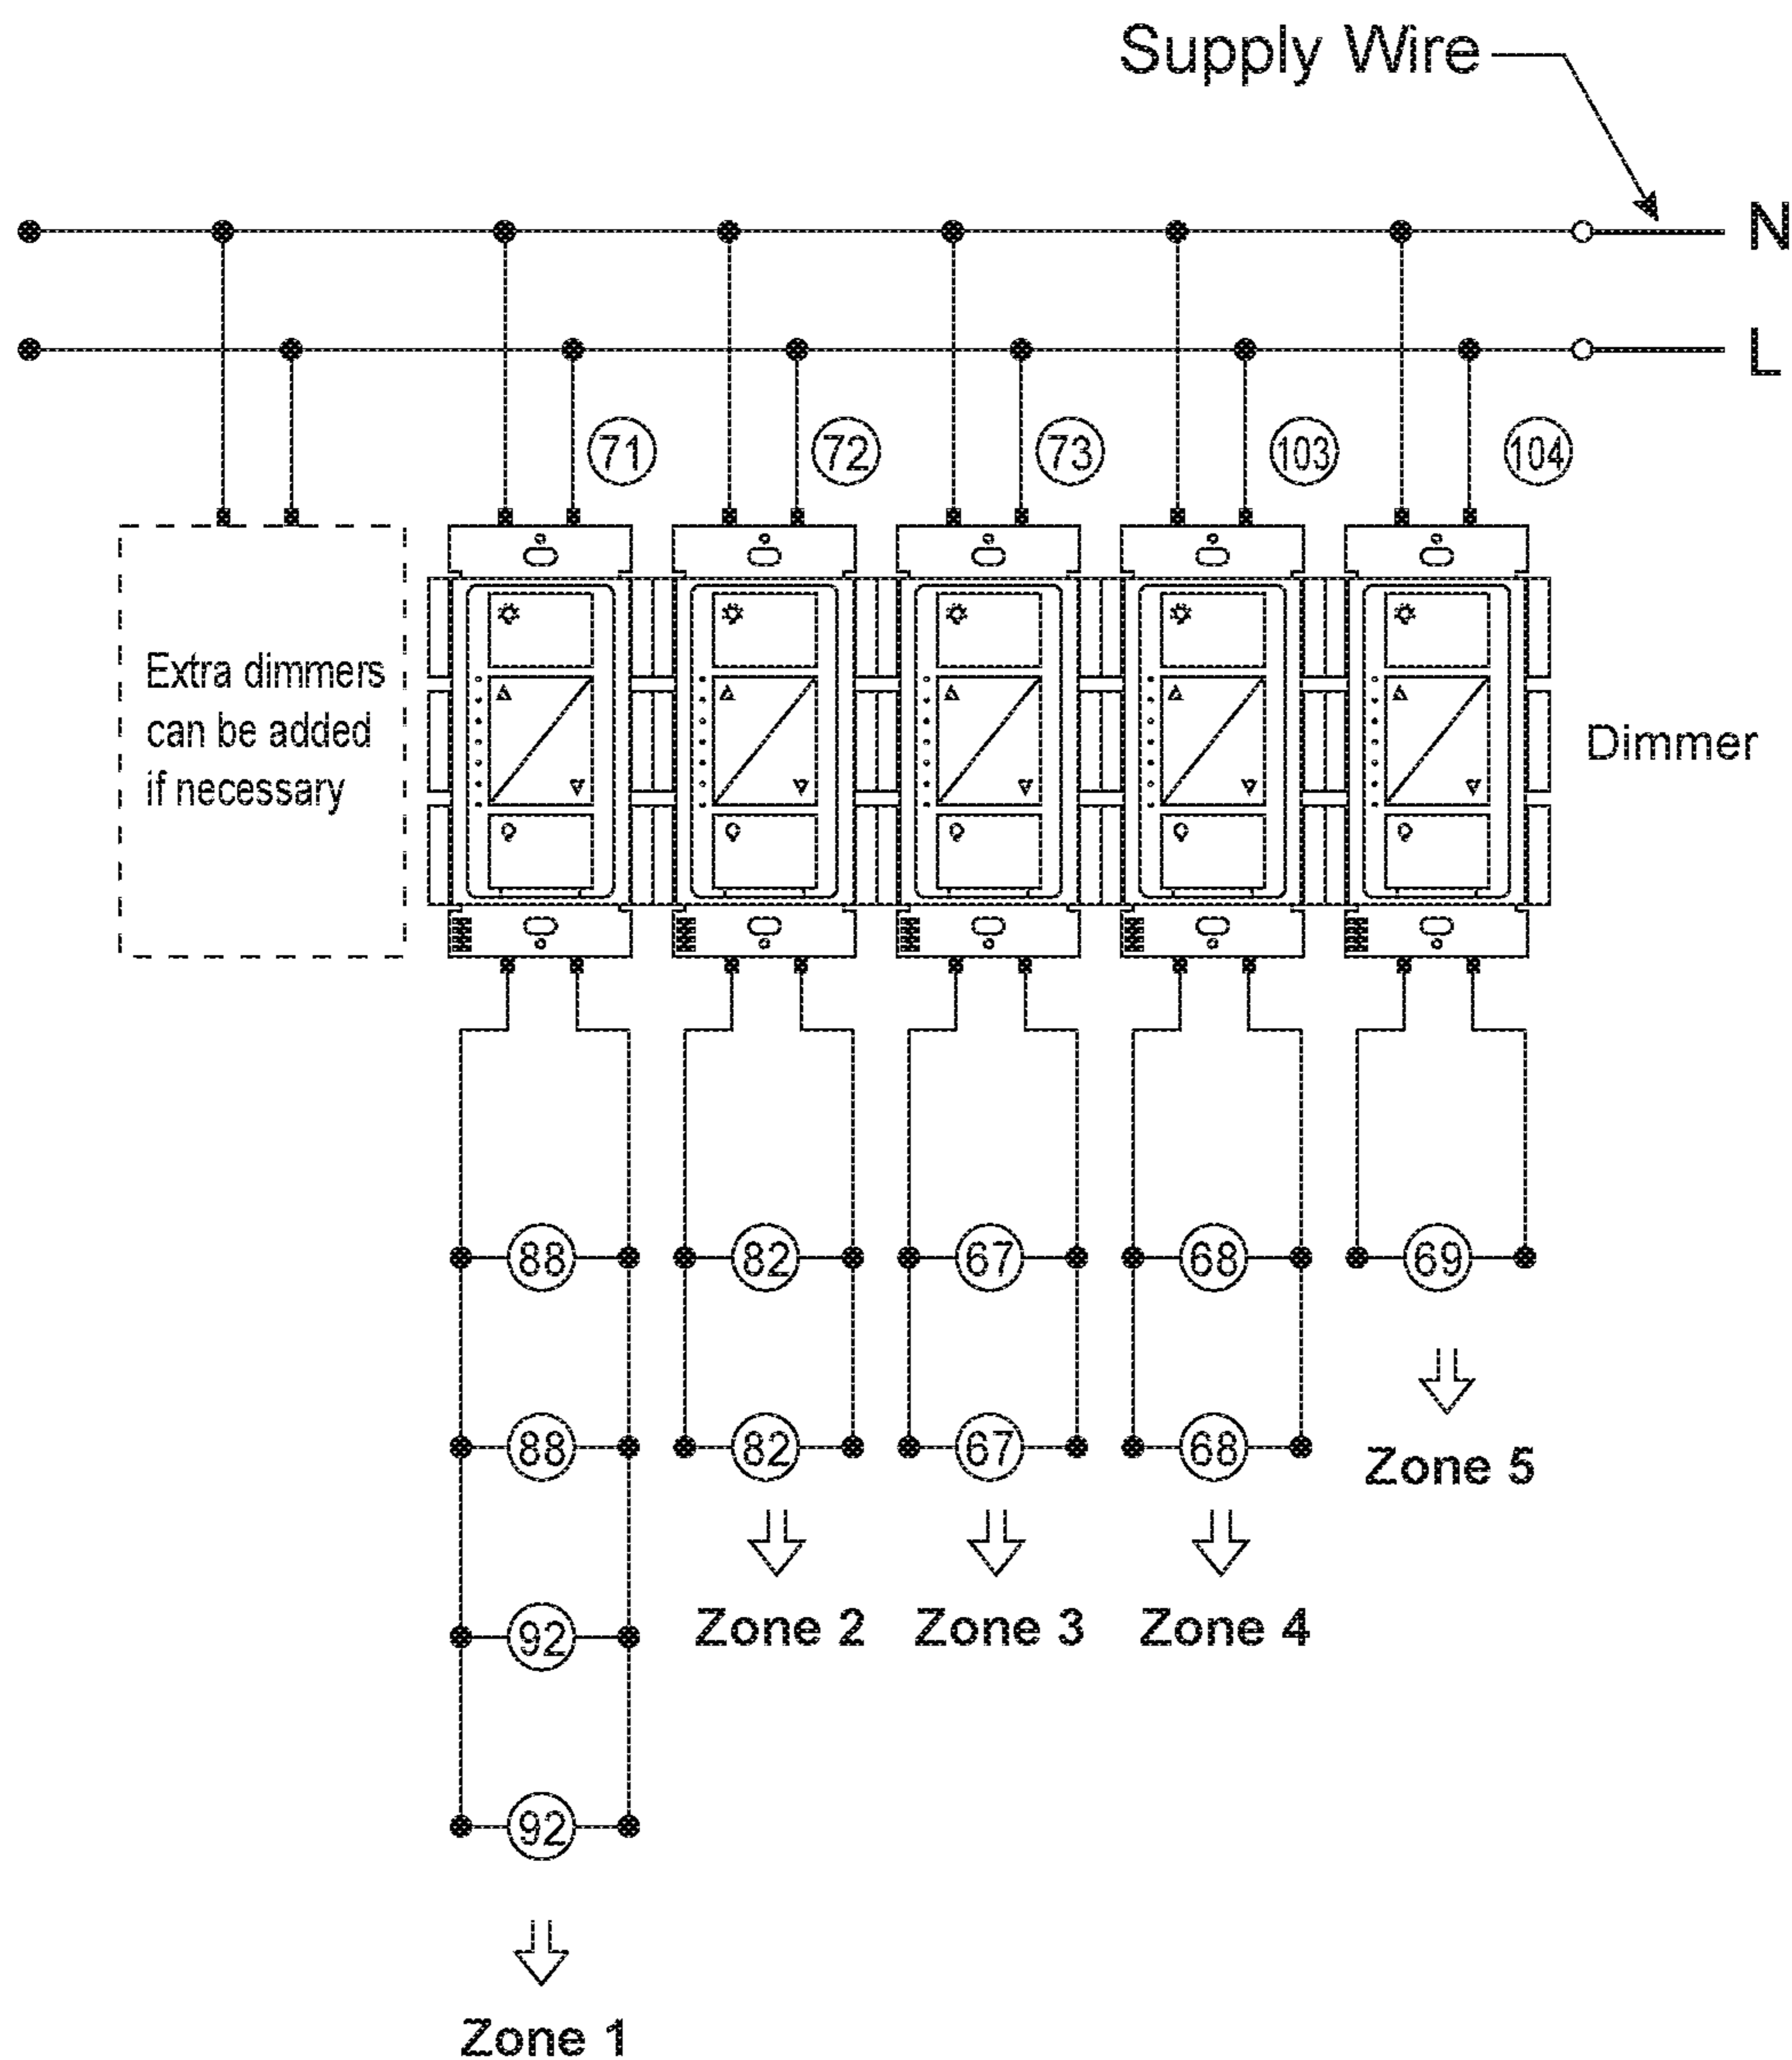 Supply Wire
N
L
71 72 73 103 104
Extra dimmers
can be added
if necessary
Dimmer
88 82 67 68 69
88 82 67 68
Zone 5
92
Zone 2 Zone 3 Zone 4
92
Zone 1